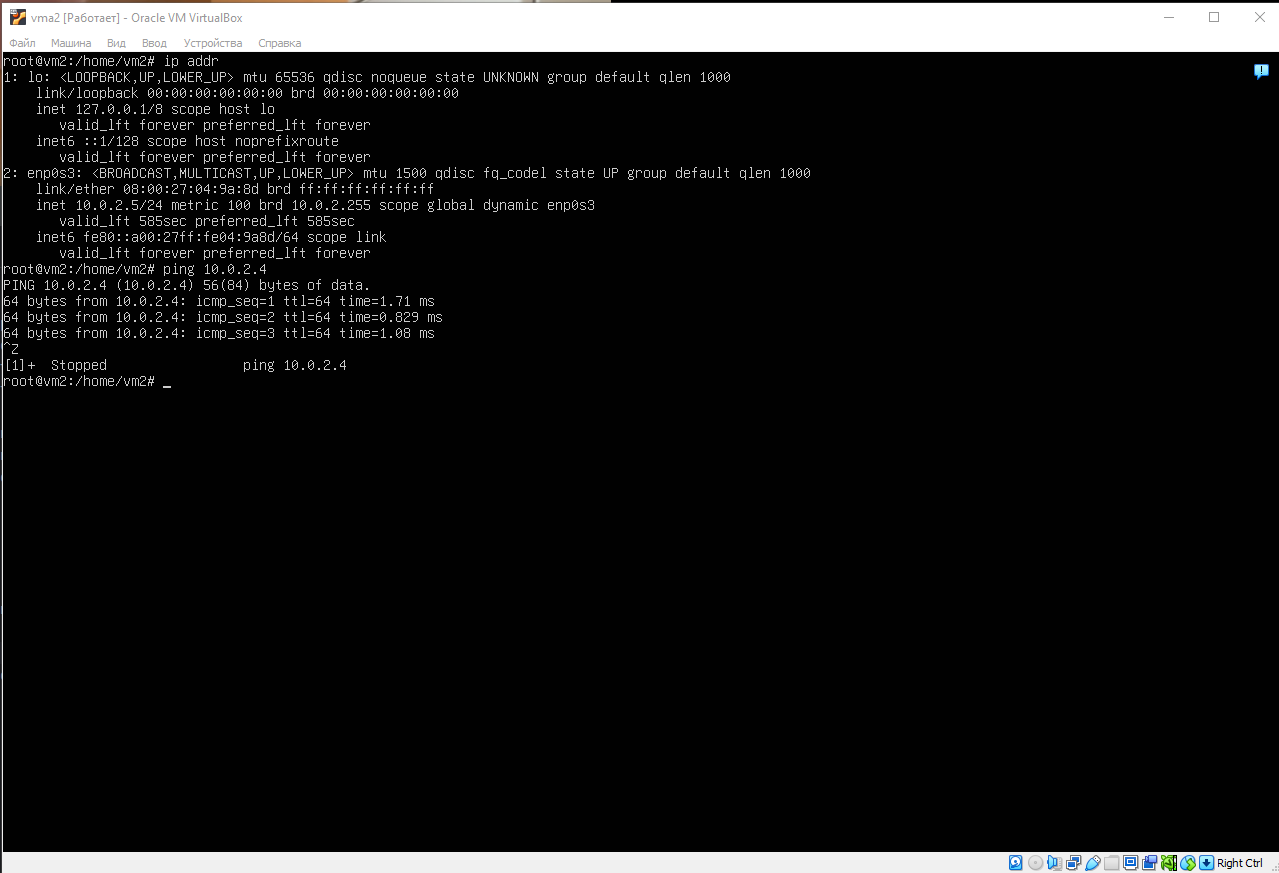 vma2 [Работает] - Oracle VM VirtualBox
Файл Машина Вид Ввод Устройства Справка
root@vm2:/home/vm2# ip addr
1: lo: <LOOPBACK,UP,LOWER_UP> mtu 65536 qdisc noqueue state UNKNOWN group default qlen 1000
    link/loopback 00:00:00:00:00:00 brd 00:00:00:00:00:00
    inet 127.0.0.1/8 scope host lo
       valid_lft forever preferred_lft forever
    inet6 ::1/128 scope host noprefixroute
       valid_lft forever preferred_lft forever
2: enp0s3: <BROADCAST,MULTICAST,UP,LOWER_UP> mtu 1500 qdisc fq_codel state UP group default qlen 1000
    link/ether 08:00:27:04:9a:8d brd ff:ff:ff:ff:ff:ff
    inet 10.0.2.5/24 metric 100 brd 10.0.2.255 scope global dynamic enp0s3
       valid_lft 585sec preferred_lft 585sec
    inet6 fe80::a00:27ff:fe04:9a8d/64 scope link
       valid_lft forever preferred_lft forever
root@vm2:/home/vm2# ping 10.0.2.4
PING 10.0.2.4 (10.0.2.4) 56(84) bytes of data.
64 bytes from 10.0.2.4: icmp_seq=1 ttl=64 time=1.71 ms
64 bytes from 10.0.2.4: icmp_seq=2 ttl=64 time=0.829 ms
64 bytes from 10.0.2.4: icmp_seq=3 ttl=64 time=1.08 ms
^Z
[1]+  Stopped                 ping 10.0.2.4
root@vm2:/home/vm2# _
Right Ctrl